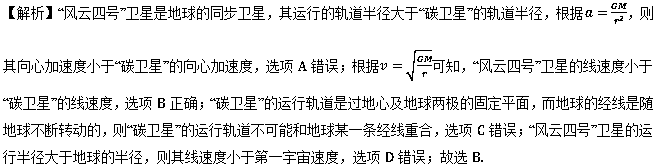 【解析】“风云四号”卫星是地球的同步卫星，其运行的轨道半径大于“碳卫星”的轨道半径，根据a=GM/r²，则
其向心加速度小于“碳卫星”的向心加速度，选项 A 错误；根据v=√(GM/r)可知，“风云四号”卫星的线速度小于
“碳卫星”的线速度，选项 B 正确；“碳卫星”的运行轨道是过地心及地球两极的固定平面，而地球的经线是随
地球不断转动的，则“碳卫星”的运行轨道不可能和地球某一条经线重合，选项 C 错误；“风云四号”卫星的运
行半径大于地球的半径，则其线速度小于第一宇宙速度，选项 D 错误；故选 B.